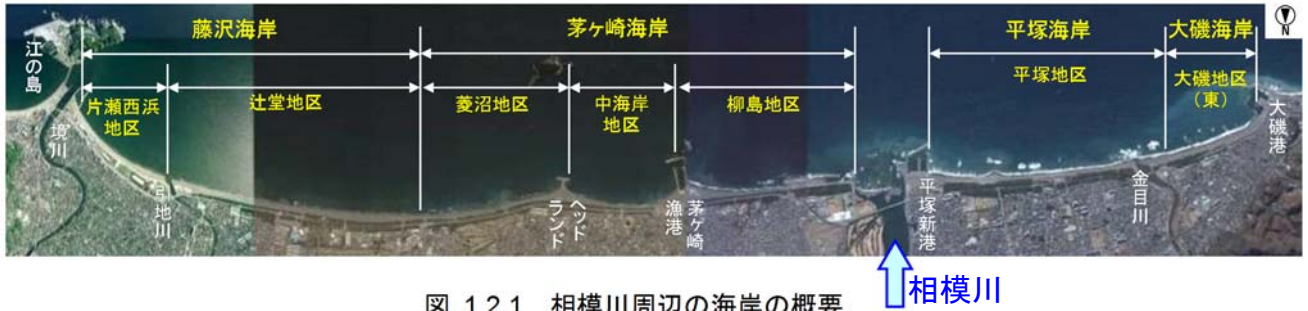 藤沢海岸
茅ヶ崎海岸
平塚海岸
大磯海岸
N
江の島
片瀬西浜
地区
辻堂地区
菱沼地区
中海岸
地区
柳島地区
平塚地区
大磯地区
(東)
境川
引地川
ヘッド
ランド
茅ヶ崎
漁港
平塚新港
金目川
大磯港
相模川
図 1.2.1 相模川周辺の海岸の概要